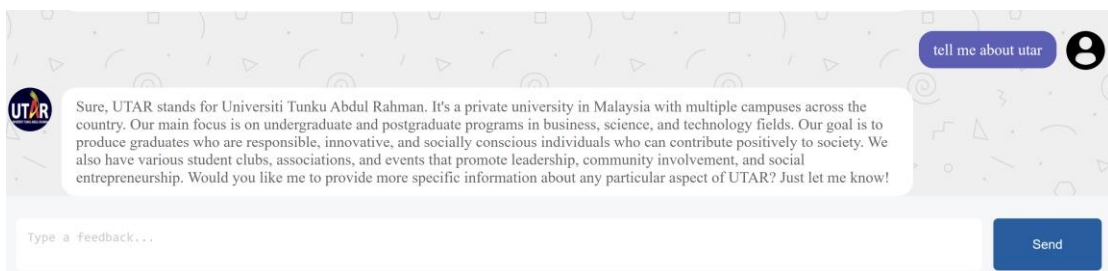 tell me about utar
UTAR
Sure, UTAR stands for Universiti Tunku Abdul Rahman. It's a private university in Malaysia with multiple campuses across the
country. Our main focus is on undergraduate and postgraduate programs in business, science, and technology fields. Our goal is to
produce graduates who are responsible, innovative, and socially conscious individuals who can contribute positively to society. We
also have various student clubs, associations, and events that promote leadership, community involvement, and social
entrepreneurship. Would you like me to provide more specific information about any particular aspect of UTAR? Just let me know!
Type a feedback...
Send